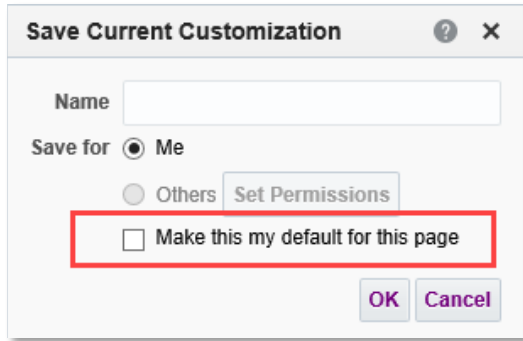 Save Current Customization
Name
Save for Me
Others Set Permissions
Make this my default for this page
OK Cancel